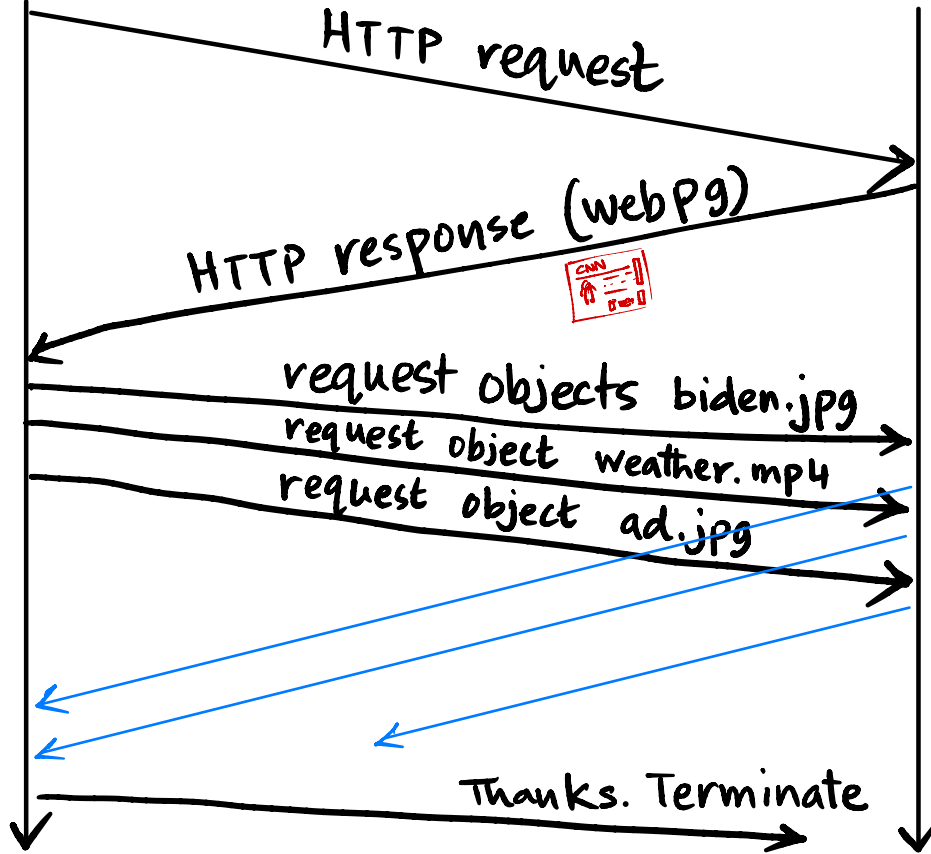 HTTP request
HTTP response (webpg)
CNN
request objects biden.jpg
request object weather.mp4
request object ad.jpg
Thanks. Terminate